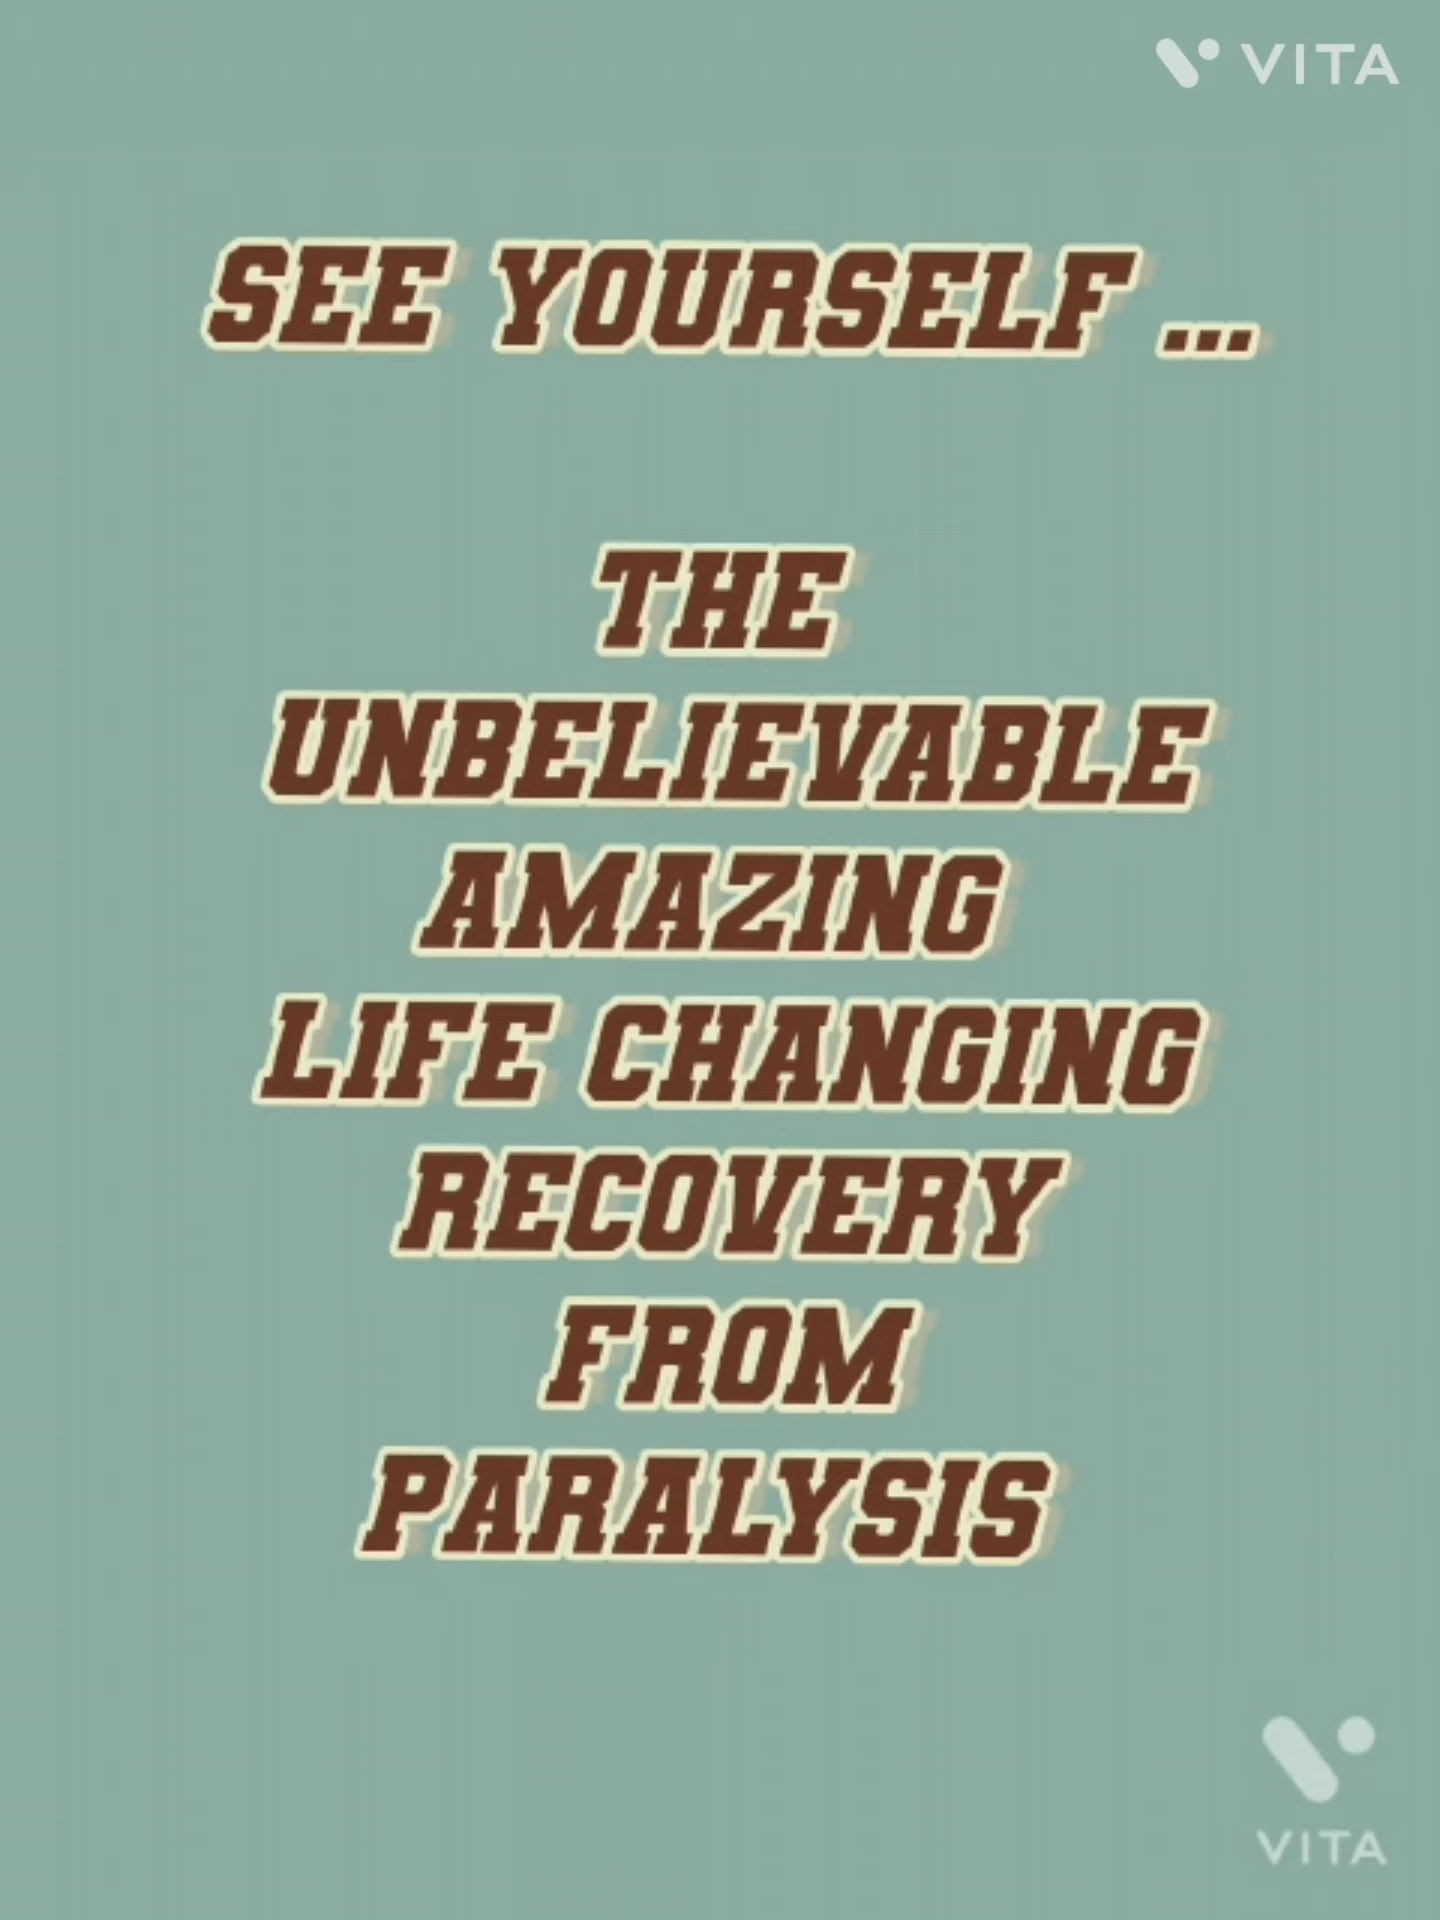 VITA
SEE YOURSELF ...
THE
UNBELIEVABLE
AMAZING
LIFE CHANGING
RECOVERY
FROM
PARALYSIS
VITA